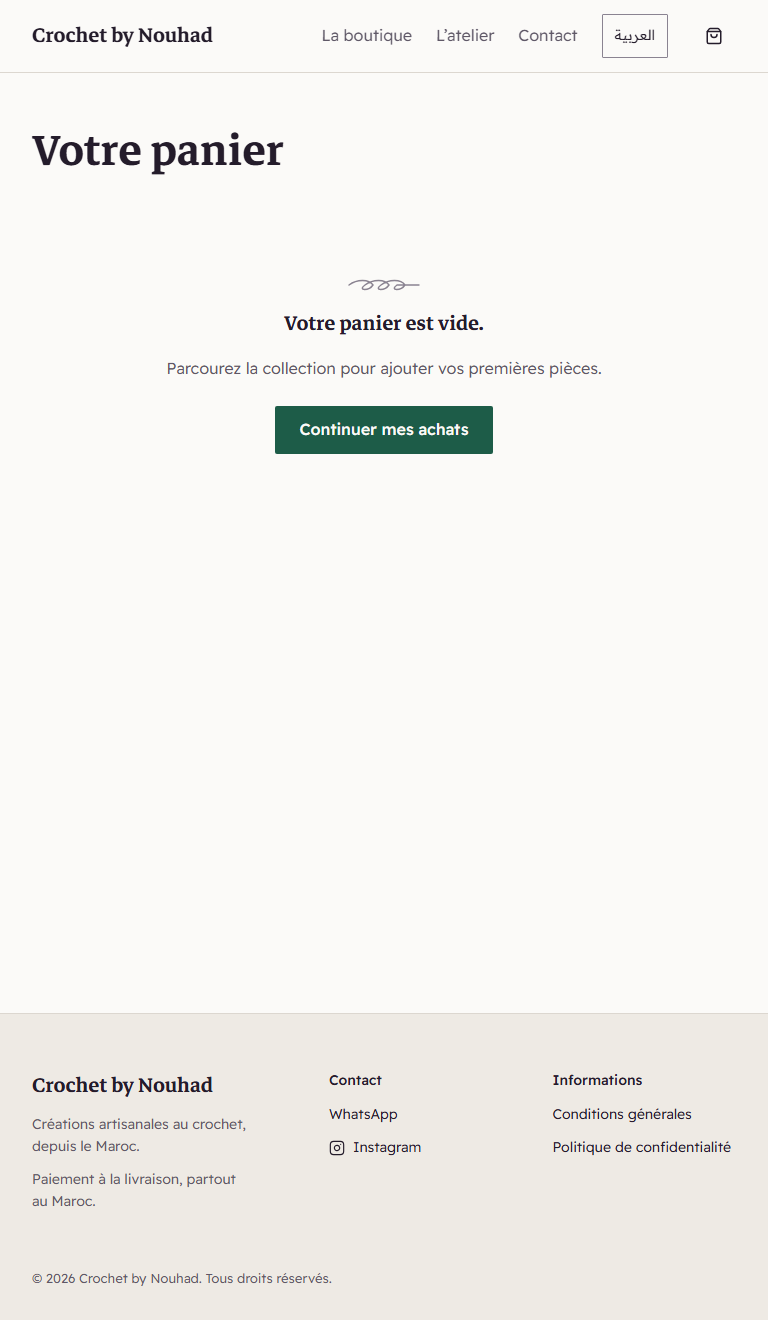 Crochet by Nouhad
La boutique
L’atelier
Contact
العربية
Votre panier
Votre panier est vide.
Parcourez la collection pour ajouter vos premières pièces.
Continuer mes achats
Crochet by Nouhad
Créations artisanales au crochet,
depuis le Maroc.
Paiement à la livraison, partout
au Maroc.
Contact
WhatsApp
Instagram
Informations
Conditions générales
Politique de confidentialité
© 2026 Crochet by Nouhad. Tous droits réservés.